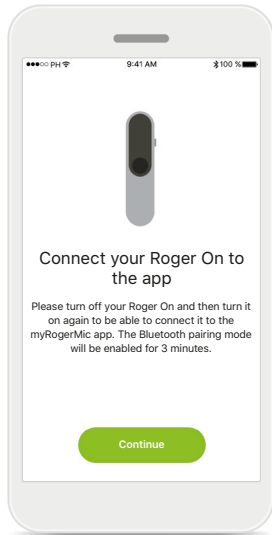 PH 9:41 AM 100 %
Connect your Roger On to
the app
Please turn off your Roger On and then turn it
on again to be able to connect it to the
myRogerMic app. The Bluetooth pairing mode
will be enabled for 3 minutes.
Continue